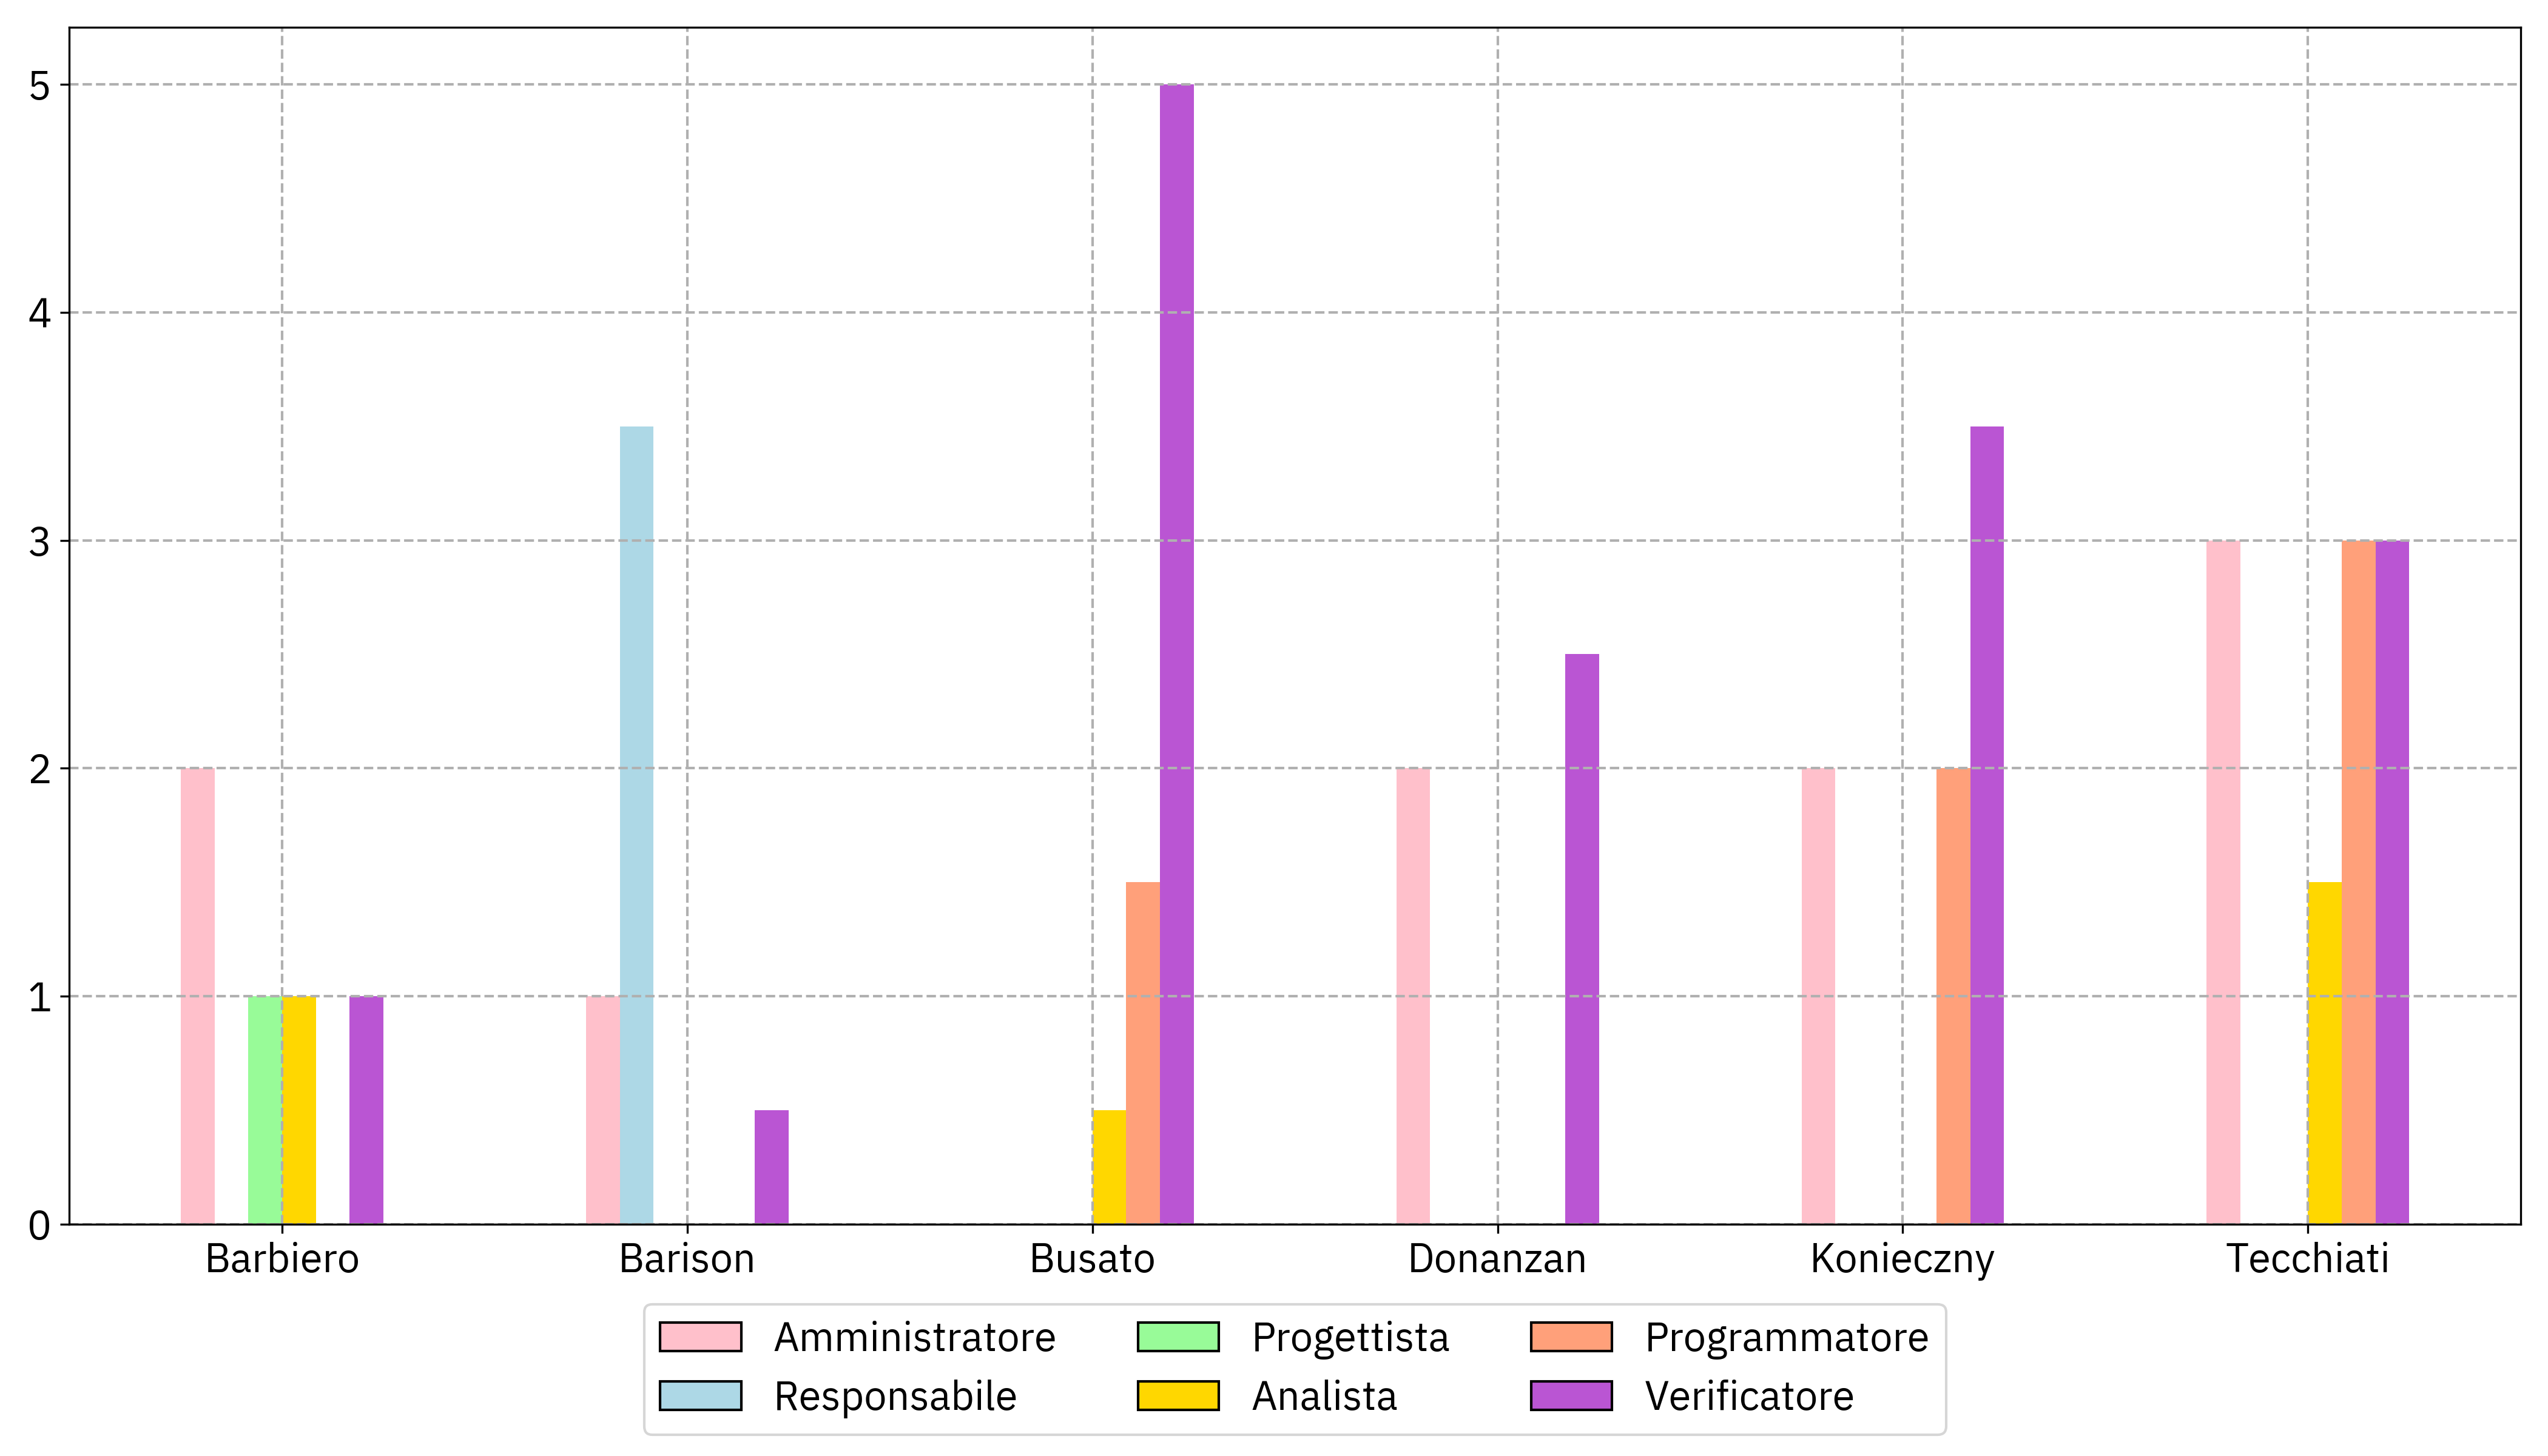 5
4
3
2
1
0
Barbiero Barison Busato Donanzan Konieczny Tecchiati
Amministratore Progettista Programmatore
Responsabile Analista Verificatore